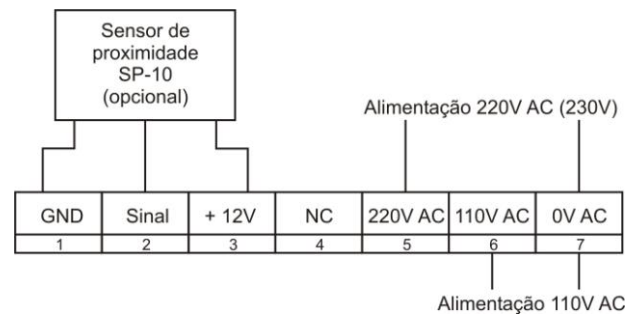 Sensor de
proximidade
SP-10
(opcional)
Alimentação 220V AC (230V)
GND Sinal + 12V NC 220V AC 110V AC 0V AC
1 2 3 4 5 6 7
Alimentação 110V AC